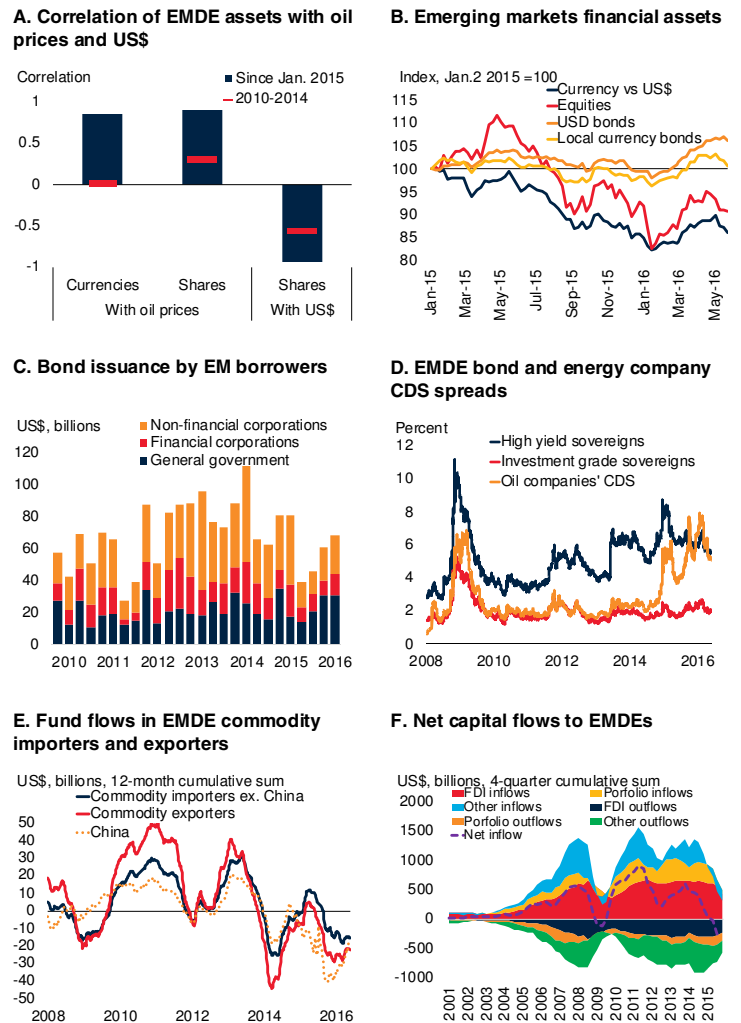 A. Correlation of EMDE assets with oil
prices and US$
Correlation
Since Jan. 2015
2010-2014
1
0.5
0
-0.5
-1
Currencies
Shares
Shares
With oil prices
With US$
B. Emerging markets financial assets
Index, Jan.2 2015 =100
Currency vs US$
Equities
USD bonds
Local currency bonds
115
110
105
100
95
90
85
80
Jan-15
Mar-15
May-15
Jul-15
Sep-15
Nov-15
Jan-16
Mar-16
May-16
C. Bond issuance by EM borrowers
US$, billions
Non-financial corporations
Financial corporations
General government
120
100
80
60
40
20
0
2010
2011
2012
2013
2014
2015
2016
D. EMDE bond and energy company
CDS spreads
Percent
High yield sovereigns
Investment grade sovereigns
Oil companies' CDS
12
10
8
6
4
2
0
2008
2010
2012
2014
2016
E. Fund flows in EMDE commodity
importers and exporters
US$, billions, 12-month cumulative sum
Commodity importers ex. China
Commodity exporters
China
50
40
30
20
10
0
-10
-20
-30
-40
-50
2008
2010
2012
2014
2016
F. Net capital flows to EMDEs
US$, billions, 4-quarter cumulative sum
FDI inflows
Porfolio inflows
Other inflows
FDI outflows
Porfolio outflows
Other outflows
Net inflow
2000
1500
1000
500
0
-500
-1000
2001
2002
2003
2004
2005
2006
2007
2008
2009
2010
2011
2012
2013
2014
2015